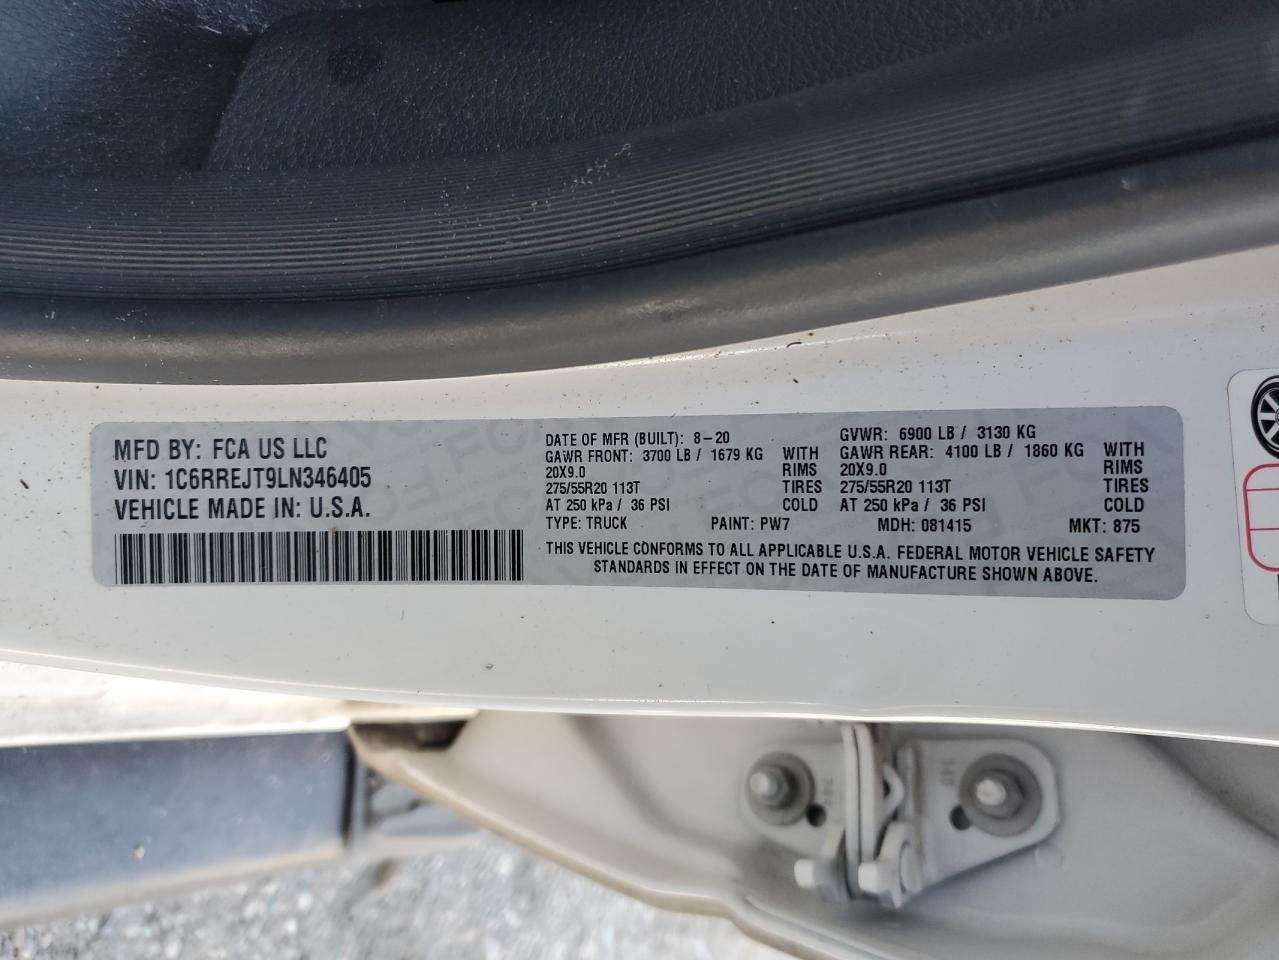 MFD BY: FCA US LLC
VIN: 1C6RREJT9LN346405
VEHICLE MADE IN: U.S.A.
DATE OF MFR (BUILT): 8-20
GAWR FRONT: 3700 LB / 1679 KG WITH
20X9.0 RIMS
275/55R20 113T TIRES
AT 250 kPa / 36 PSI COLD
TYPE: TRUCK PAINT: PW7
GVWR: 6900 LB / 3130 KG
GAWR REAR: 4100 LB / 1860 KG WITH
20X9.0 RIMS
275/55R20 113T TIRES
AT 250 kPa / 36 PSI COLD
MDH: 081415 MKT: 875
THIS VEHICLE CONFORMS TO ALL APPLICABLE U.S.A. FEDERAL MOTOR VEHICLE SAFETY
STANDARDS IN EFFECT ON THE DATE OF MANUFACTURE SHOWN ABOVE.